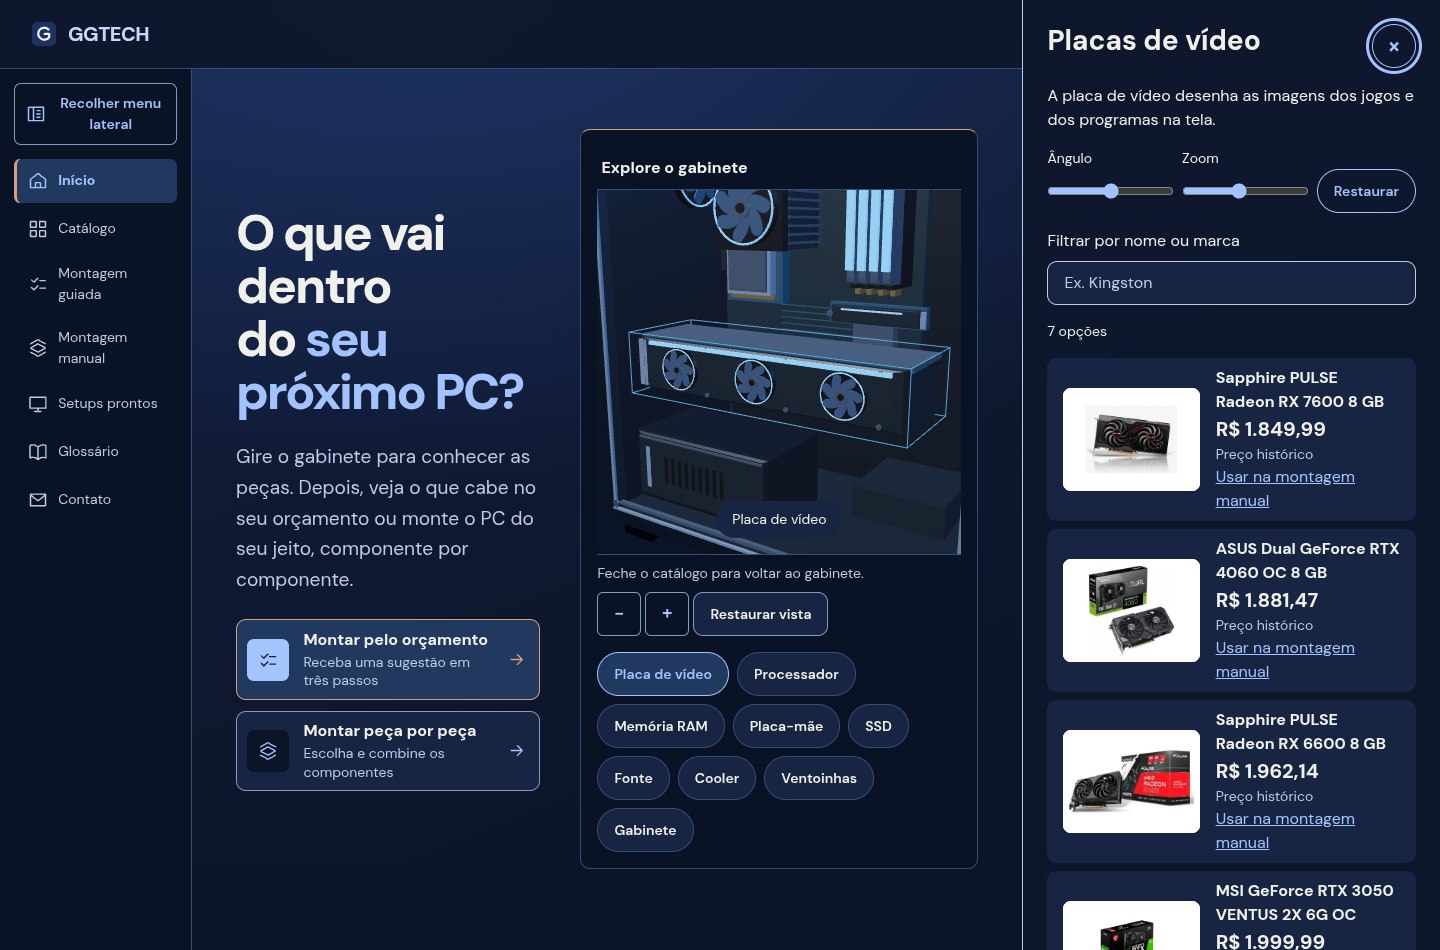 G GGTECH
Recolher menu
lateral
Início
Catálogo
Montagem
guiada
Montagem
manual
Setups prontos
Glossário
Contato
O que vai
dentro
do seu
próximo PC?
Gire o gabinete para conhecer as
peças. Depois, veja o que cabe no
seu orçamento ou monte o PC do
seu jeito, componente por
componente.
Montar pelo orçamento
Receba uma sugestão em
três passos
Montar peça por peça
Escolha e combine os
componentes
Explore o gabinete
Placa de vídeo
Feche o catálogo para voltar ao gabinete.
- + Restaurar vista
Placa de vídeo Processador
Memória RAM Placa-mãe SSD
Fonte Cooler Ventoinhas
Gabinete
Placas de vídeo ×
A placa de vídeo desenha as imagens dos jogos e
dos programas na tela.
Ângulo Zoom
Restaurar
Filtrar por nome ou marca
Ex. Kingston
7 opções
Sapphire PULSE
Radeon RX 7600 8 GB
R$ 1.849,99
Preço histórico
Usar na montagem
manual
ASUS Dual GeForce RTX
4060 OC 8 GB
R$ 1.881,47
Preço histórico
Usar na montagem
manual
Sapphire PULSE
Radeon RX 6600 8 GB
R$ 1.962,14
Preço histórico
Usar na montagem
manual
MSI GeForce RTX 3050
VENTUS 2X 6G OC
R$ 1.999,99